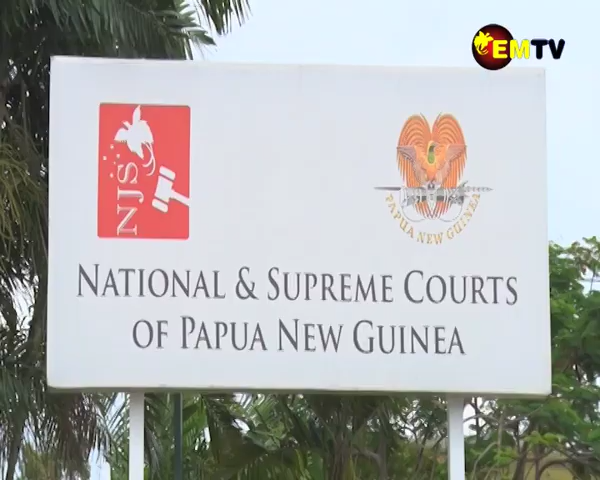 EMTV
NJS
PAPUA NEW GUINEA
NATIONAL & SUPREME COURTS
OF PAPUA NEW GUINEA